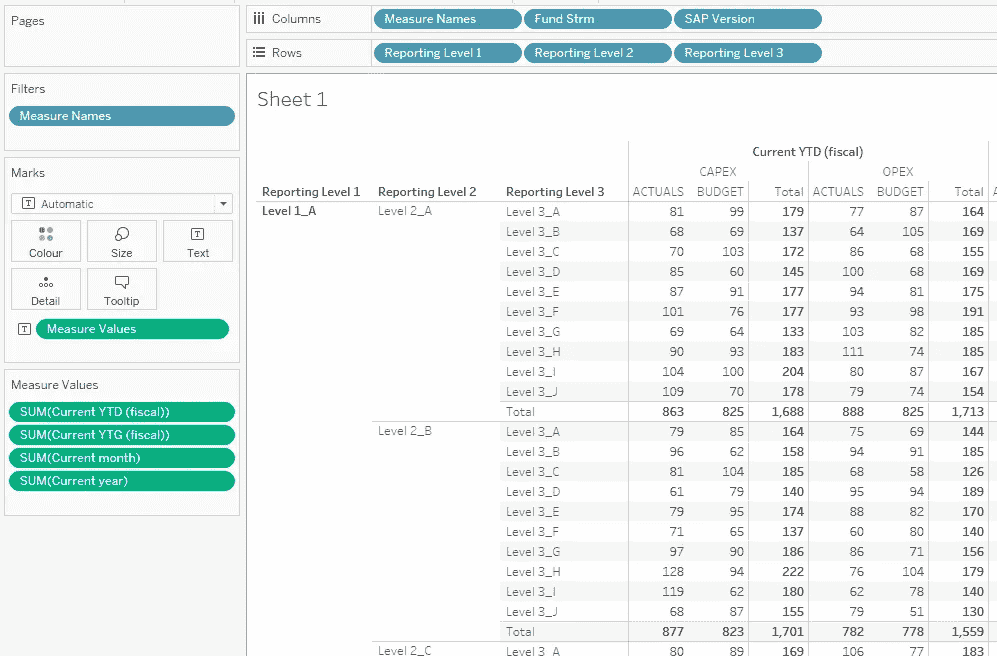 Pages
Columns Measure Names Fund Strm SAP Version
Rows Reporting Level 1 Reporting Level 2 Reporting Level 3
Filters
Measure Names
Marks
Automatic
Colour Size Text
Detail Tooltip
Measure Values
Measure Values
SUM(Current YTD (fiscal))
SUM(Current YTG (fiscal))
SUM(Current month)
SUM(Current year)
Sheet 1
Current YTD (fiscal)
CAPEX OPEX
Reporting Level 1 Reporting Level 2 Reporting Level 3 ACTUALS BUDGET Total ACTUALS BUDGET Total
Level 1_A Level 2_A Level 3_A 81 99 179 77 87 164
Level 3_B 68 69 137 64 105 169
Level 3_C 70 103 172 86 68 155
Level 3_D 85 60 145 100 68 169
Level 3_E 87 91 177 94 81 175
Level 3_F 101 76 177 93 98 191
Level 3_G 69 64 133 103 82 185
Level 3_H 90 93 183 111 74 185
Level 3_I 104 100 204 80 87 167
Level 3_J 109 70 178 79 74 154
Total 863 825 1,688 888 825 1,713
Level 2_B Level 3_A 79 85 164 75 69 144
Level 3_B 96 62 158 94 91 185
Level 3_C 81 104 185 68 58 126
Level 3_D 61 79 140 95 94 189
Level 3_E 79 95 174 88 82 170
Level 3_F 71 65 137 60 80 140
Level 3_G 97 90 186 86 71 156
Level 3_H 128 94 222 76 104 179
Level 3_I 119 62 180 62 78 140
Level 3_J 68 87 155 79 51 130
Total 877 823 1,701 782 778 1,559
Level 2_C Level 3_A 80 89 169 106 77 183